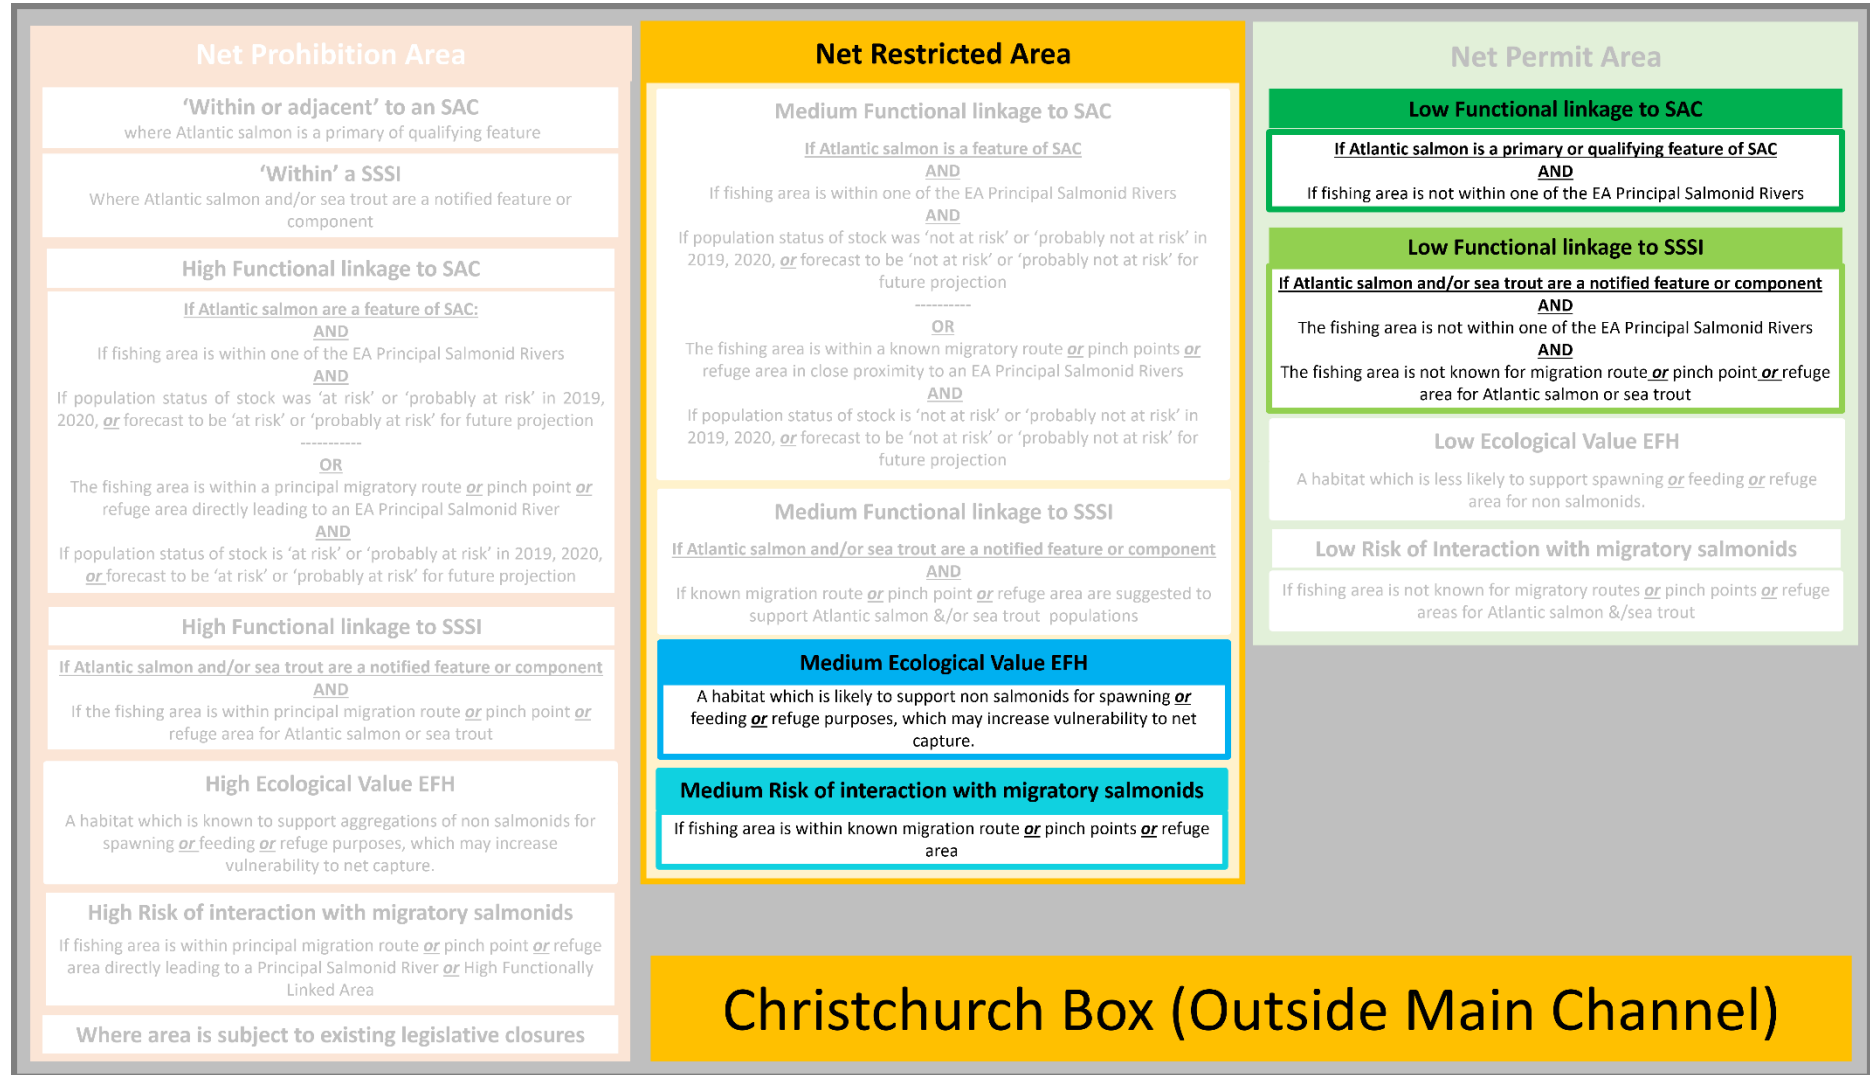 Net Prohibition Area
‘Within or adjacent’ to an SAC
where Atlantic salmon is a primary of qualifying feature
‘Within’ a SSSI
Where Atlantic salmon and/or sea trout are a notified feature or
component
High Functional linkage to SAC
If Atlantic salmon are a feature of SAC:
AND
If fishing area is within one of the EA Principal Salmonid Rivers
AND
If population status of stock was ‘at risk’ or ‘probably at risk’ in 2019,
2020, or forecast to be ‘at risk’ or ‘probably at risk’ for future projection
-----------
OR
The fishing area is within a principal migratory route or pinch point or
refuge area directly leading to an EA Principal Salmonid River
AND
If population status of stock is ‘at risk’ or ‘probably at risk’ in 2019, 2020,
or forecast to be ‘at risk’ or ‘probably at risk’ for future projection
High Functional linkage to SSSI
If Atlantic salmon and/or sea trout are a notified feature or component
AND
If the fishing area is within principal migration route or pinch point or
refuge area for Atlantic salmon or sea trout
High Ecological Value EFH
A habitat which is known to support aggregations of non salmonids for
spawning or feeding or refuge purposes, which may increase
vulnerability to net capture.
High Risk of interaction with migratory salmonids
If fishing area is within principal migration route or pinch point or refuge
area directly leading to a Principal Salmonid River or High Functionally
Linked Area
Where area is subject to existing legislative closures
Net Restricted Area
Medium Functional linkage to SAC
If Atlantic salmon is a feature of SAC
AND
If fishing area is within one of the EA Principal Salmonid Rivers
AND
If population status of stock was ‘not at risk’ or ‘probably not at risk’ in
2019, 2020, or forecast to be ‘not at risk’ or ‘probably not at risk’ for
future projection
----------
OR
The fishing area is within a known migratory route or pinch points or
refuge area in close proximity to an EA Principal Salmonid Rivers
AND
If population status of stock is ‘not at risk’ or ‘probably not at risk’ in
2019, 2020, or forecast to be ‘not at risk’ or ‘probably not at risk’ for
future projection
Medium Functional linkage to SSSI
If Atlantic salmon and/or sea trout are a notified feature or component
AND
If known migration route or pinch point or refuge area are suggested to
support Atlantic salmon &/or sea trout populations
Medium Ecological Value EFH
A habitat which is likely to support non salmonids for spawning or
feeding or refuge purposes, which may increase vulnerability to net
capture.
Medium Risk of interaction with migratory salmonids
If fishing area is within known migration route or pinch points or refuge
area
Net Permit Area
Low Functional linkage to SAC
If Atlantic salmon is a primary or qualifying feature of SAC
AND
If fishing area is not within one of the EA Principal Salmonid Rivers
Low Functional linkage to SSSI
If Atlantic salmon and/or sea trout are a notified feature or component
AND
The fishing area is not within one of the EA Principal Salmonid Rivers
AND
The fishing area is not known for migration route or pinch point or refuge
area for Atlantic salmon or sea trout
Low Ecological Value EFH
A habitat which is less likely to support spawning or feeding or refuge
area for non salmonids.
Low Risk of Interaction with migratory salmonids
If fishing area is not known for migratory routes or pinch points or refuge
areas for Atlantic salmon &/sea trout
Christchurch Box (Outside Main Channel)